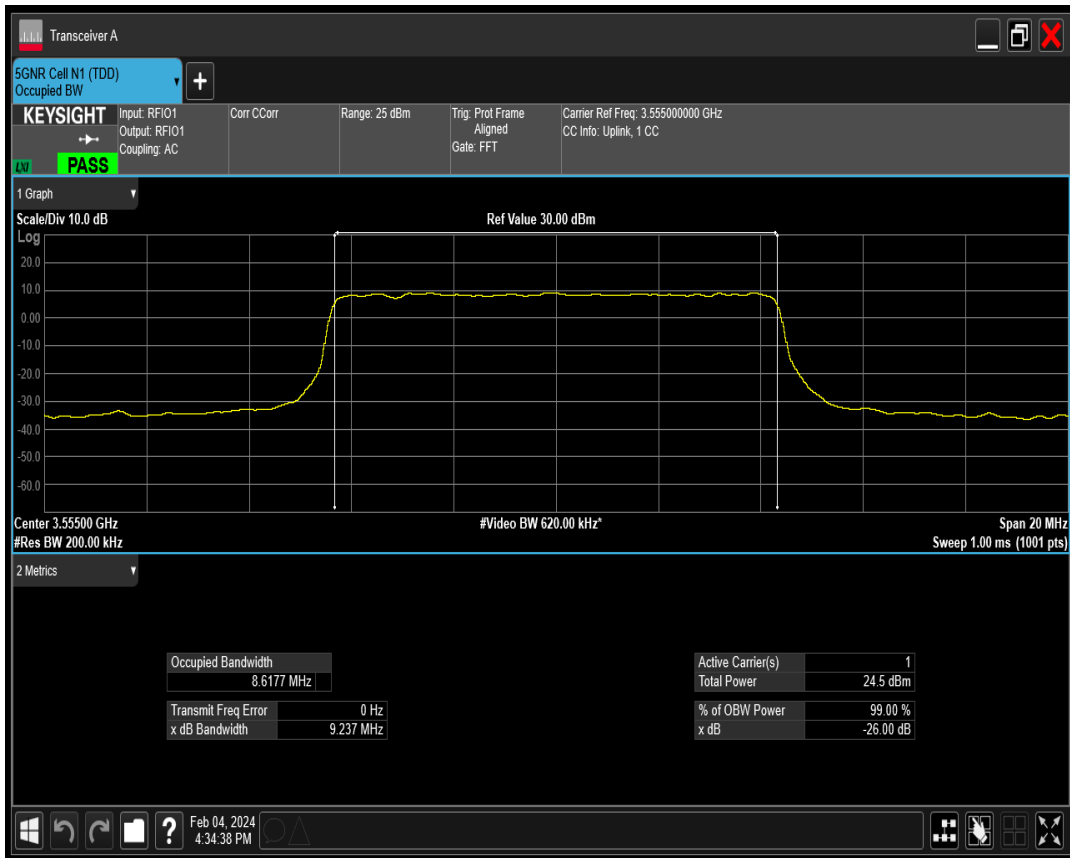 Transceiver A
5GNR Cell N1 (TDD)
Occupied BW
+
KEYSIGHT
LXI
PASS
Input: RFIO1
Output: RFIO1
Coupling: AC
Corr CCorr
Range: 25 dBm
Trig: Prot Frame
Aligned
Gate: FFT
Carrier Ref Freq: 3.555000000 GHz
CC Info: Uplink, 1 CC
1 Graph
Scale/Div 10.0 dB
Ref Value 30.00 dBm
Log
20.0
10.0
0.00
-10.0
-20.0
-30.0
-40.0
-50.0
-60.0
Center 3.55500 GHz
#Video BW 620.00 kHz*
Span 20 MHz
#Res BW 200.00 kHz
Sweep 1.00 ms (1001 pts)
2 Metrics
Occupied Bandwidth
8.6177 MHz
Transmit Freq Error 0 Hz
x dB Bandwidth 9.237 MHz
Active Carrier(s) 1
Total Power 24.5 dBm
% of OBW Power 99.00 %
x dB -26.00 dB
?
Feb 04, 2024
4:34:38 PM